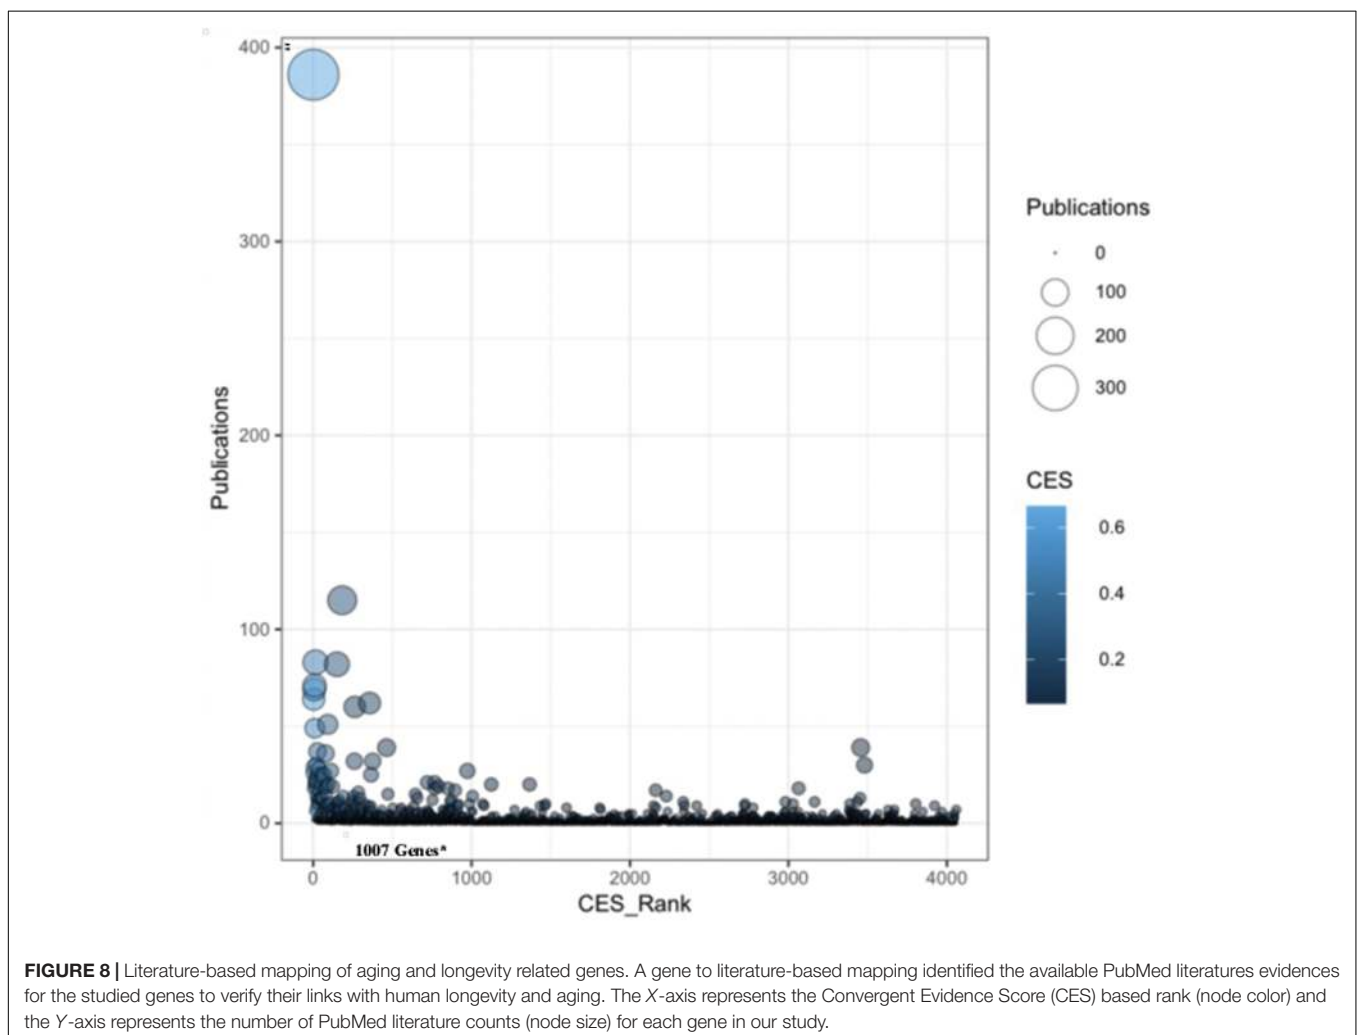 400
300
200
100
0
Publications
1007 Genesª
0 1000 2000 3000 4000
CES_Rank
Publications
0
100
200
300
CES
0.6
0.4
0.2
FIGURE 8 | Literature-based mapping of aging and longevity related genes. A gene to literature-based mapping identified the available PubMed literatures evidences
for the studied genes to verify their links with human longevity and aging. The X-axis represents the Convergent Evidence Score (CES) based rank (node color) and
the Y-axis represents the number of PubMed literature counts (node size) for each gene in our study.